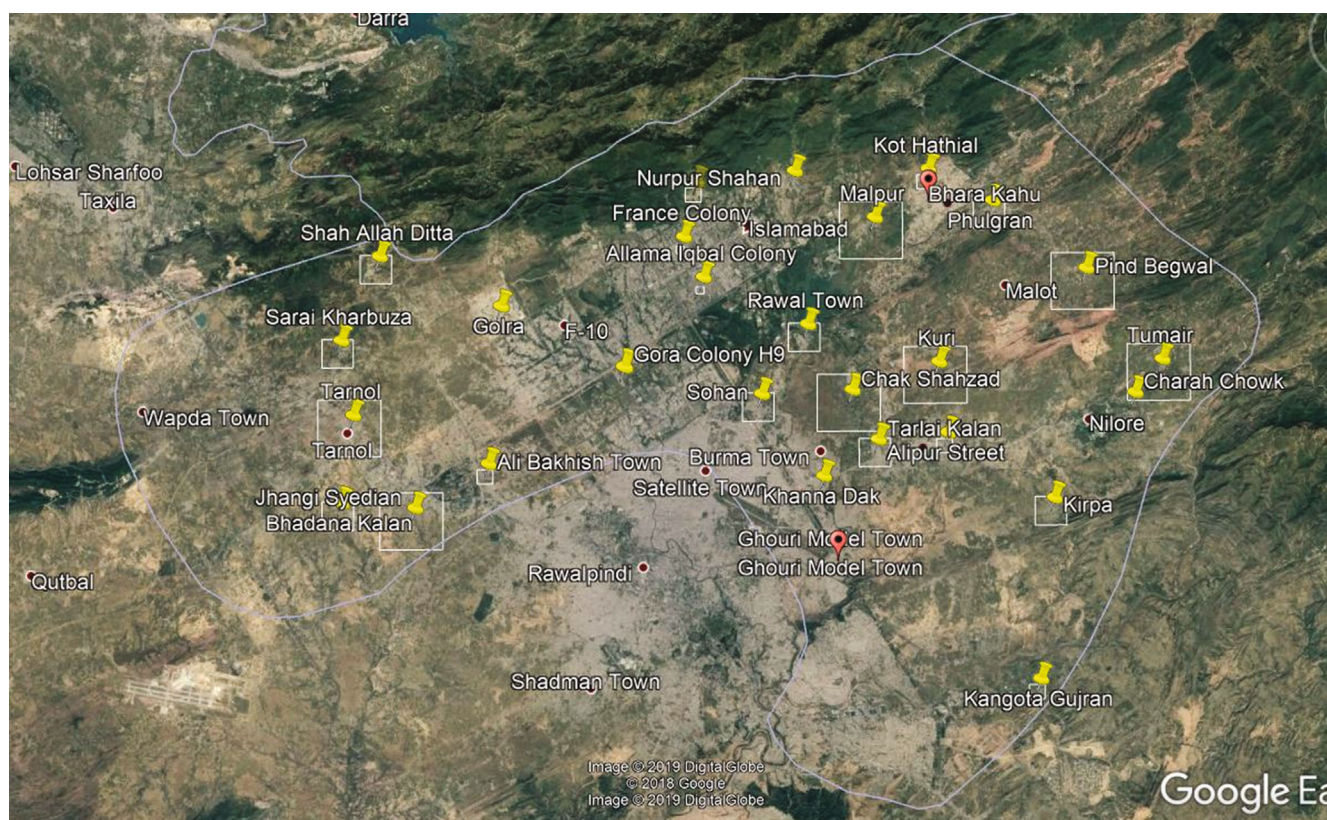 Darra
Kot Hathial
Lohsar Sharfoo
Nurpur Shahan
Malpur
Bhara Kahu
Taxila
France Colony
Phulgran
Shah Allah Ditta
Islamabad
Allama Iqbal Colony
Pind Begwal
Malot
Rawal Town
Sarai Kharbuza
Golra
F-10
Kuri
Tumair
Gora Colony H9
Chak Shahzad
Charah Chowk
Tarnol
Sohan
Wapda Town
Nilore
Tarlai Kalan
Tarnol
Alipur Street
Ali Bakhish Town
Burma Town
Satellite Town
Khanna Dak
Jhangi Syedian
Kirpa
Bhadana Kalan
Ghouri Model Town
Ghouri Model Town
Rawalpindi
Qutbal
Shadman Town
Kangota Gujran
Image © 2019 DigitalGlobe
© 2018 Google
Image © 2019 DigitalGlobe
Google Ea